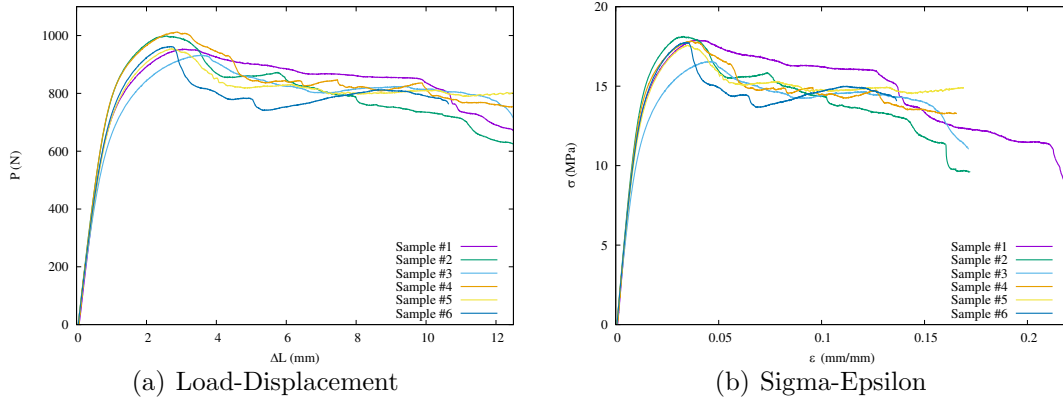 1000
800
600
400
200
0
P (N)
0 2 4 6 8 10 12
ΔL (mm)
Sample #1
Sample #2
Sample #3
Sample #4
Sample #5
Sample #6
(a) Load-Displacement
20
15
10
5
0
σ (MPa)
0 0.05 0.1 0.15 0.2
ε (mm/mm)
Sample #1
Sample #2
Sample #3
Sample #4
Sample #5
Sample #6
(b) Sigma-Epsilon